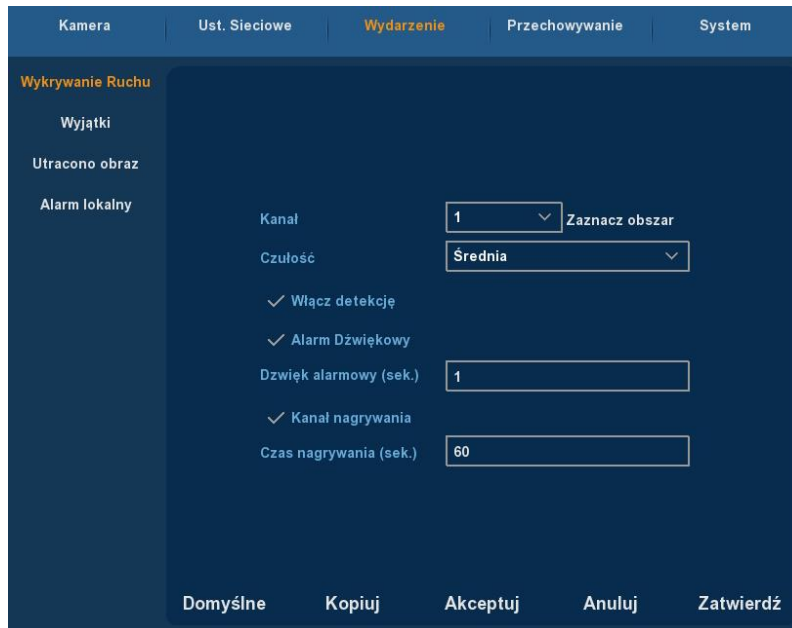 Kamera Ust. Sieciowe Wydarzenie Przechowywanie System
Wykrywanie Ruchu
Wyjątki
Utracono obraz
Alarm lokalny
Kanał 1 Zaznacz obszar
Czułość Średnia
Włącz detekcję
Alarm Dźwiękowy
Dzwięk alarmowy (sek.) 1
Kanał nagrywania
Czas nagrywania (sek.) 60
Domyślne Kopiuj Akceptuj Anuluj Zatwierdź